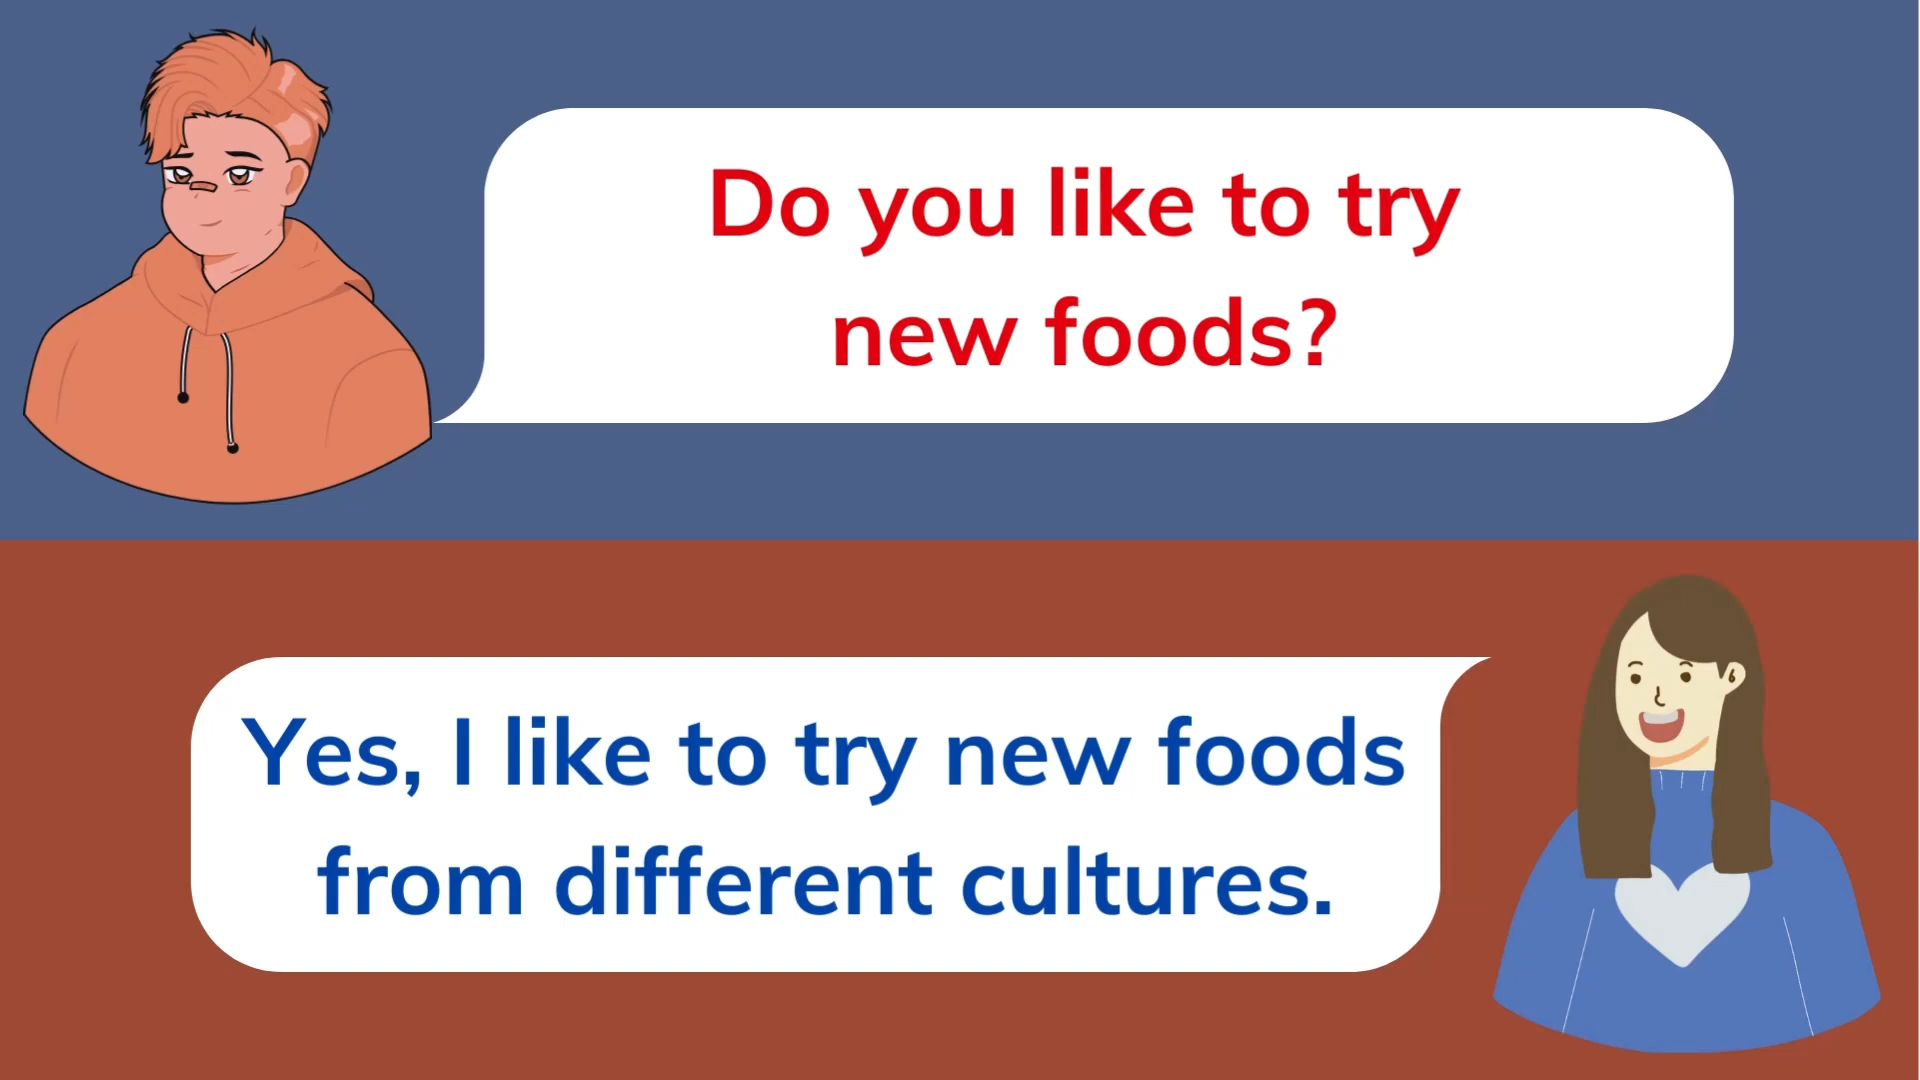 Do you like to try
new foods?
Yes, I like to try new foods
from different cultures.